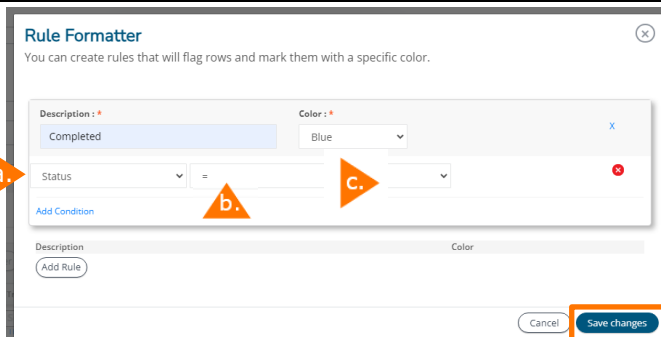 Rule Formatter
You can create rules that will flag rows and mark them with a specific color.
Description : * Color : *
Completed Blue X
a. Status = c.
b.
Add Condition
Description Color
Add Rule
Cancel Save changes